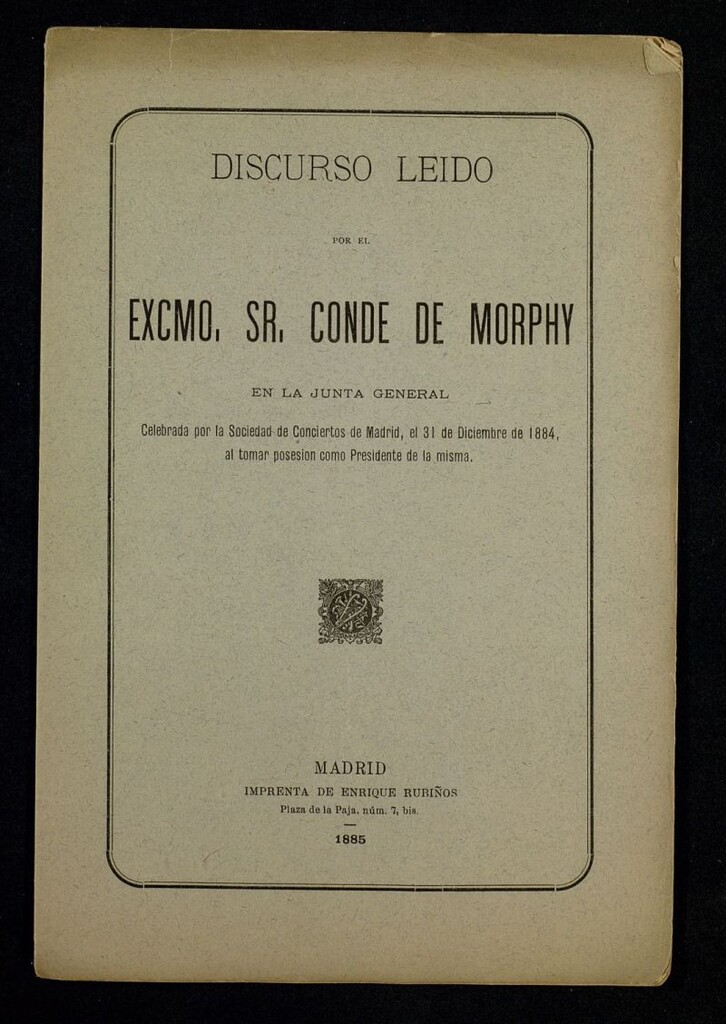 DISCURSO LEIDO
POR EL
EXCMO. SR. CONDE DE MORPHY
EN LA JUNTA GENERAL
Celebrada por la Sociedad de Conciertos de Madrid, el 31 de Diciembre de 1884,
al tomar posesion como Presidente de la misma.
MADRID
IMPRENTA DE ENRIQUE RUBIÑOS
Plaza de la Paja, núm. 7, bis.
1885